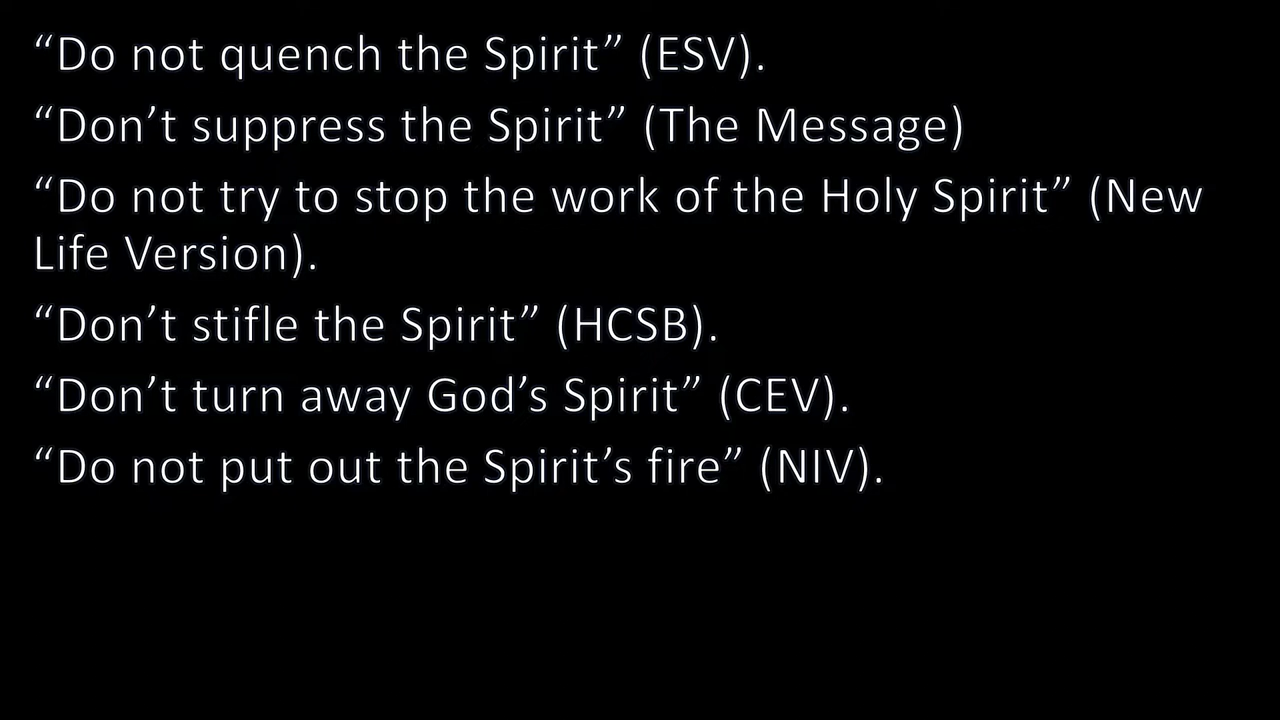 “Do not quench the Spirit” (ESV).
“Don’t suppress the Spirit” (The Message)
“Do not try to stop the work of the Holy Spirit” (New
Life Version).
“Don’t stifle the Spirit” (HCSB).
“Don’t turn away God’s Spirit” (CEV).
“Do not put out the Spirit’s fire” (NIV).